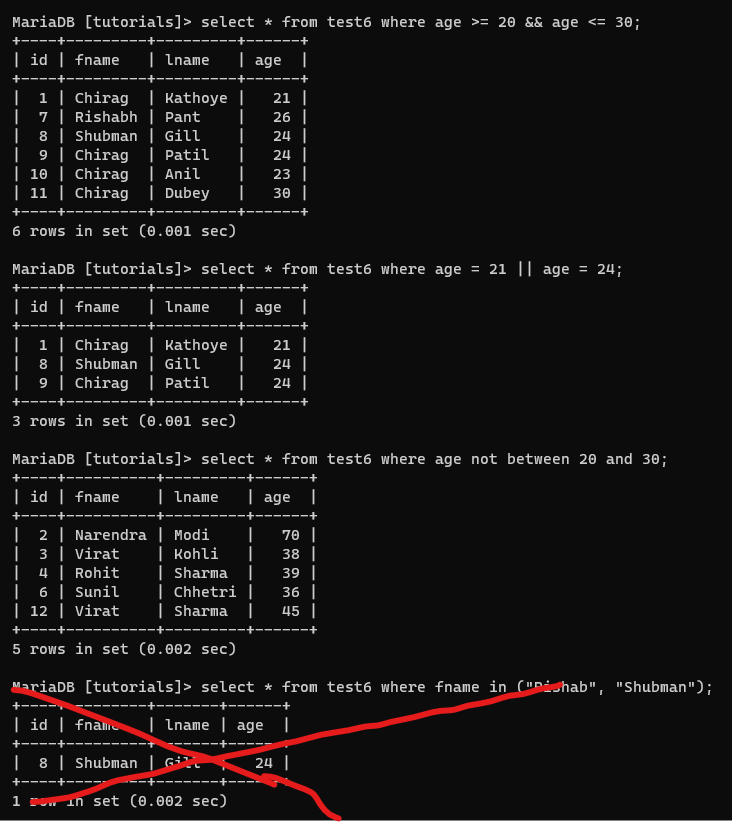 MariaDB [tutorials]> select * from test6 where age >= 20 && age <= 30;
+----+---------+---------+------+
| id | fname   | lname   | age  |
+----+---------+---------+------+
|  1 | Chirag  | Kathoye |   21 |
|  7 | Rishabh | Pant    |   26 |
|  8 | Shubman | Gill    |   24 |
|  9 | Chirag  | Patil   |   24 |
| 10 | Chirag  | Anil    |   23 |
| 11 | Chirag  | Dubey   |   30 |
+----+---------+---------+------+
6 rows in set (0.001 sec)
MariaDB [tutorials]> select * from test6 where age = 21 || age = 24;
+----+---------+---------+------+
| id | fname   | lname   | age  |
+----+---------+---------+------+
|  1 | Chirag  | Kathoye |   21 |
|  8 | Shubman | Gill    |   24 |
|  9 | Chirag  | Patil   |   24 |
+----+---------+---------+------+
3 rows in set (0.001 sec)
MariaDB [tutorials]> select * from test6 where age not between 20 and 30;
+----+----------+---------+------+
| id | fname    | lname   | age  |
+----+----------+---------+------+
|  2 | Narendra | Modi    |   70 |
|  3 | Virat    | Kohli   |   38 |
|  4 | Rohit    | Sharma  |   39 |
|  6 | Sunil    | Chhetri |   36 |
| 12 | Virat    | Sharma  |   45 |
+----+----------+---------+------+
5 rows in set (0.002 sec)
MariaDB [tutorials]> select * from test6 where fname in ("Rishab", "Shubman");
+----+---------+-------+------+
| id | fname   | lname | age  |
+----+---------+-------+------+
|  8 | Shubman | Gill  |   24 |
+----+---------+-------+------+
1 row in set (0.002 sec)